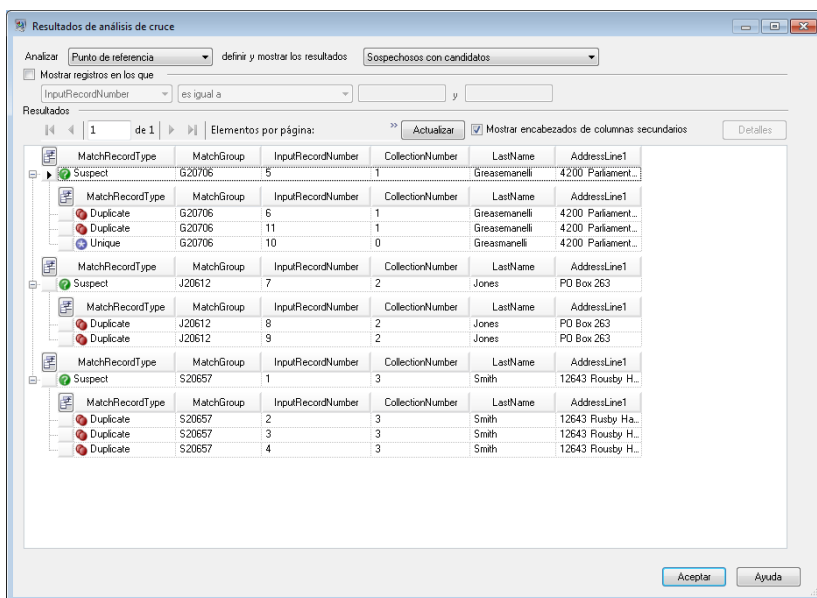 Resultados de análisis de cruce
Analizar Punto de referencia definir y mostrar los resultados Sospechosos con candidatos
Mostrar registros en los que
InputRecordNumber es igual a y
Resultados
1 de 1 Elementos por página: » Actualizar Mostrar encabezados de columnas secundarios Detalles
MatchRecordType MatchGroup InputRecordNumber CollectionNumber LastName AddressLine1
Suspect G20706 5 1 Greasemanelli 4200 Parliament...
MatchRecordType MatchGroup InputRecordNumber CollectionNumber LastName AddressLine1
Duplicate G20706 6 1 Greasemanelli 4200 Parliament...
Duplicate G20706 11 1 Greasemanelli 4200 Parliament...
Unique G20706 10 0 Greasmanelli 4200 Parliament...
MatchRecordType MatchGroup InputRecordNumber CollectionNumber LastName AddressLine1
Suspect J20612 7 2 Jones PO Box 263
MatchRecordType MatchGroup InputRecordNumber CollectionNumber LastName AddressLine1
Duplicate J20612 8 2 Jones PO Box 263
Duplicate J20612 9 2 Jones PO Box 263
MatchRecordType MatchGroup InputRecordNumber CollectionNumber LastName AddressLine1
Suspect S20657 1 3 Smith 12643 Rousby H...
MatchRecordType MatchGroup InputRecordNumber CollectionNumber LastName AddressLine1
Duplicate S20657 2 3 Smith 12643 Rusby Ha...
Duplicate S20657 3 3 Smith 12643 Rousby H...
Duplicate S20657 4 3 Smith 12643 Rousby H...
Aceptar Ayuda